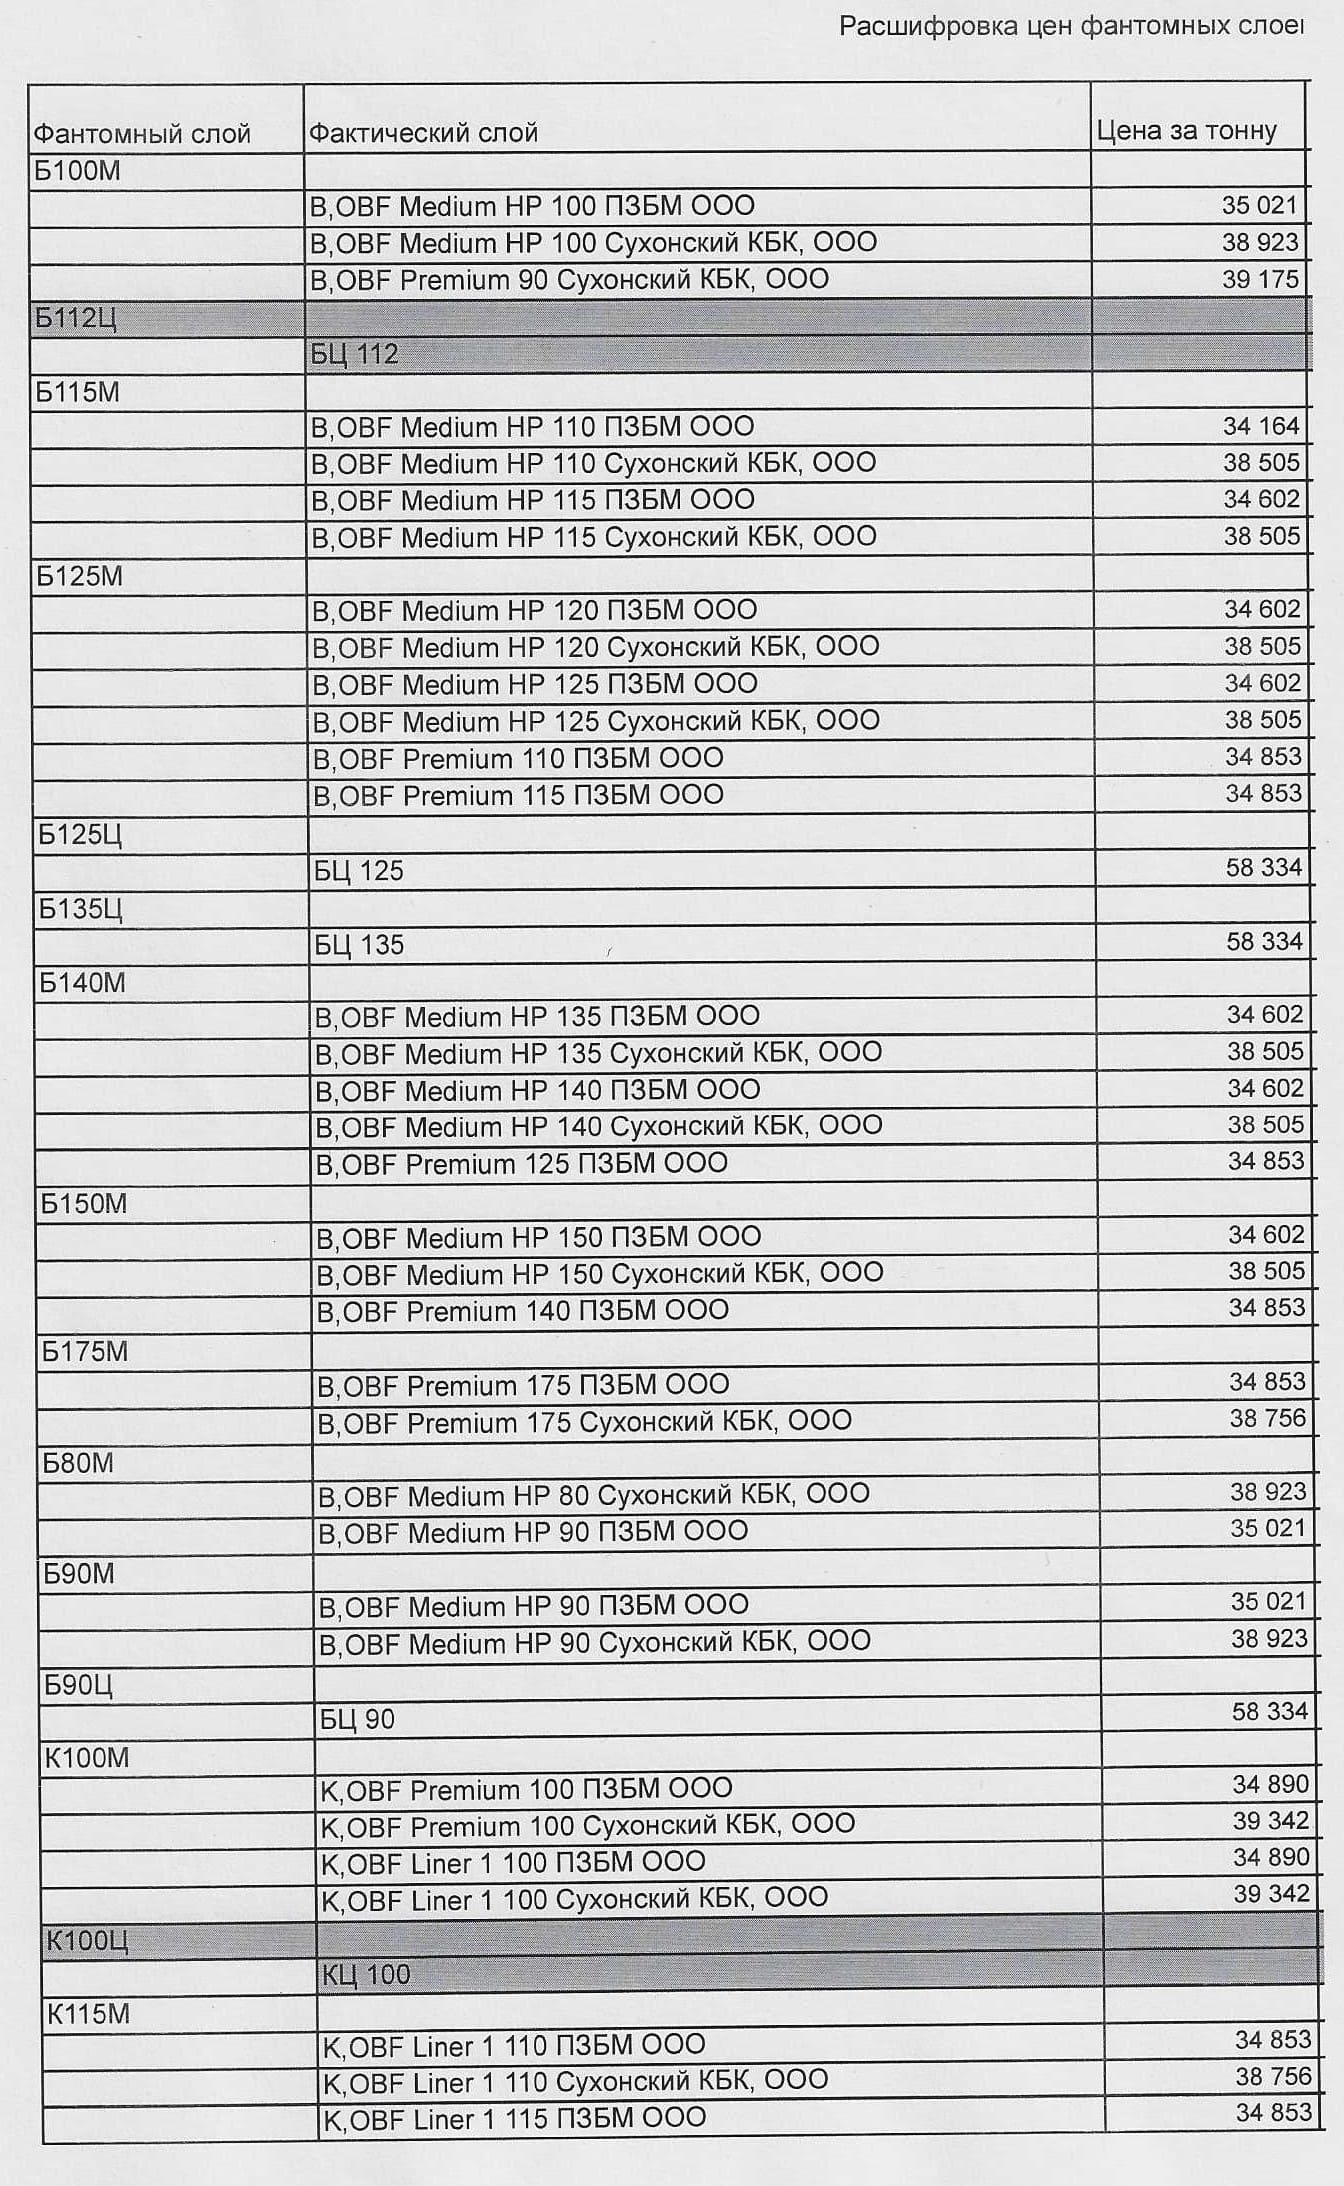 Расшифровка цен фантомных слое
Фантомный слой Фактический слой Цена за тонну
Б100М
B,OBF Medium HP 100 ПЗБМ ООО 35 021
B,OBF Medium HP 100 Сухонский КБК, ООО 38 923
B,OBF Premium 90 Сухонский КБК, ООО 39 175
Б112Ц
БЦ 112
Б115М
B,OBF Medium HP 110 ПЗБМ ООО 34 164
B,OBF Medium HP 110 Сухонский КБК, ООО 38 505
B,OBF Medium HP 115 ПЗБМ ООО 34 602
B,OBF Medium HP 115 Сухонский КБК, ООО 38 505
Б125М
B,OBF Medium HP 120 ПЗБМ ООО 34 602
B,OBF Medium HP 120 Сухонский КБК, ООО 38 505
B,OBF Medium HP 125 ПЗБМ ООО 34 602
B,OBF Medium HP 125 Сухонский КБК, ООО 38 505
B,OBF Premium 110 ПЗБМ ООО 34 853
B,OBF Premium 115 ПЗБМ ООО 34 853
Б125Ц
БЦ 125 58 334
Б135Ц
БЦ 135 58 334
Б140М
B,OBF Medium HP 135 ПЗБМ ООО 34 602
B,OBF Medium HP 135 Сухонский КБК, ООО 38 505
B,OBF Medium HP 140 ПЗБМ ООО 34 602
B,OBF Medium HP 140 Сухонский КБК, ООО 38 505
B,OBF Premium 125 ПЗБМ ООО 34 853
Б150М
B,OBF Medium HP 150 ПЗБМ ООО 34 602
B,OBF Medium HP 150 Сухонский КБК, ООО 38 505
B,OBF Premium 140 ПЗБМ ООО 34 853
Б175М
B,OBF Premium 175 ПЗБМ ООО 34 853
B,OBF Premium 175 Сухонский КБК, ООО 38 756
Б80М
B,OBF Medium HP 80 Сухонский КБК, ООО 38 923
B,OBF Medium HP 90 ПЗБМ ООО 35 021
Б90М
B,OBF Medium HP 90 ПЗБМ ООО 35 021
B,OBF Medium HP 90 Сухонский КБК, ООО 38 923
Б90Ц
БЦ 90 58 334
К100М
K,OBF Premium 100 ПЗБМ ООО 34 890
K,OBF Premium 100 Сухонский КБК, ООО 39 342
K,OBF Liner 1 100 ПЗБМ ООО 34 890
K,OBF Liner 1 100 Сухонский КБК, ООО 39 342
К100Ц
КЦ 100
К115М
K,OBF Liner 1 110 ПЗБМ ООО 34 853
K,OBF Liner 1 110 Сухонский КБК, ООО 38 756
K,OBF Liner 1 115 ПЗБМ ООО 34 853